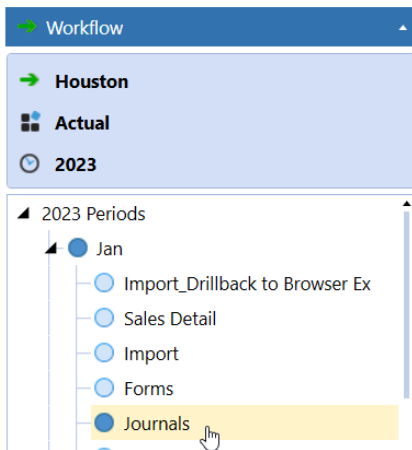 Workflow
Houston
Actual
2023
2023 Periods
Jan
Import_Drillback to Browser Ex
Sales Detail
Import
Forms
Journals